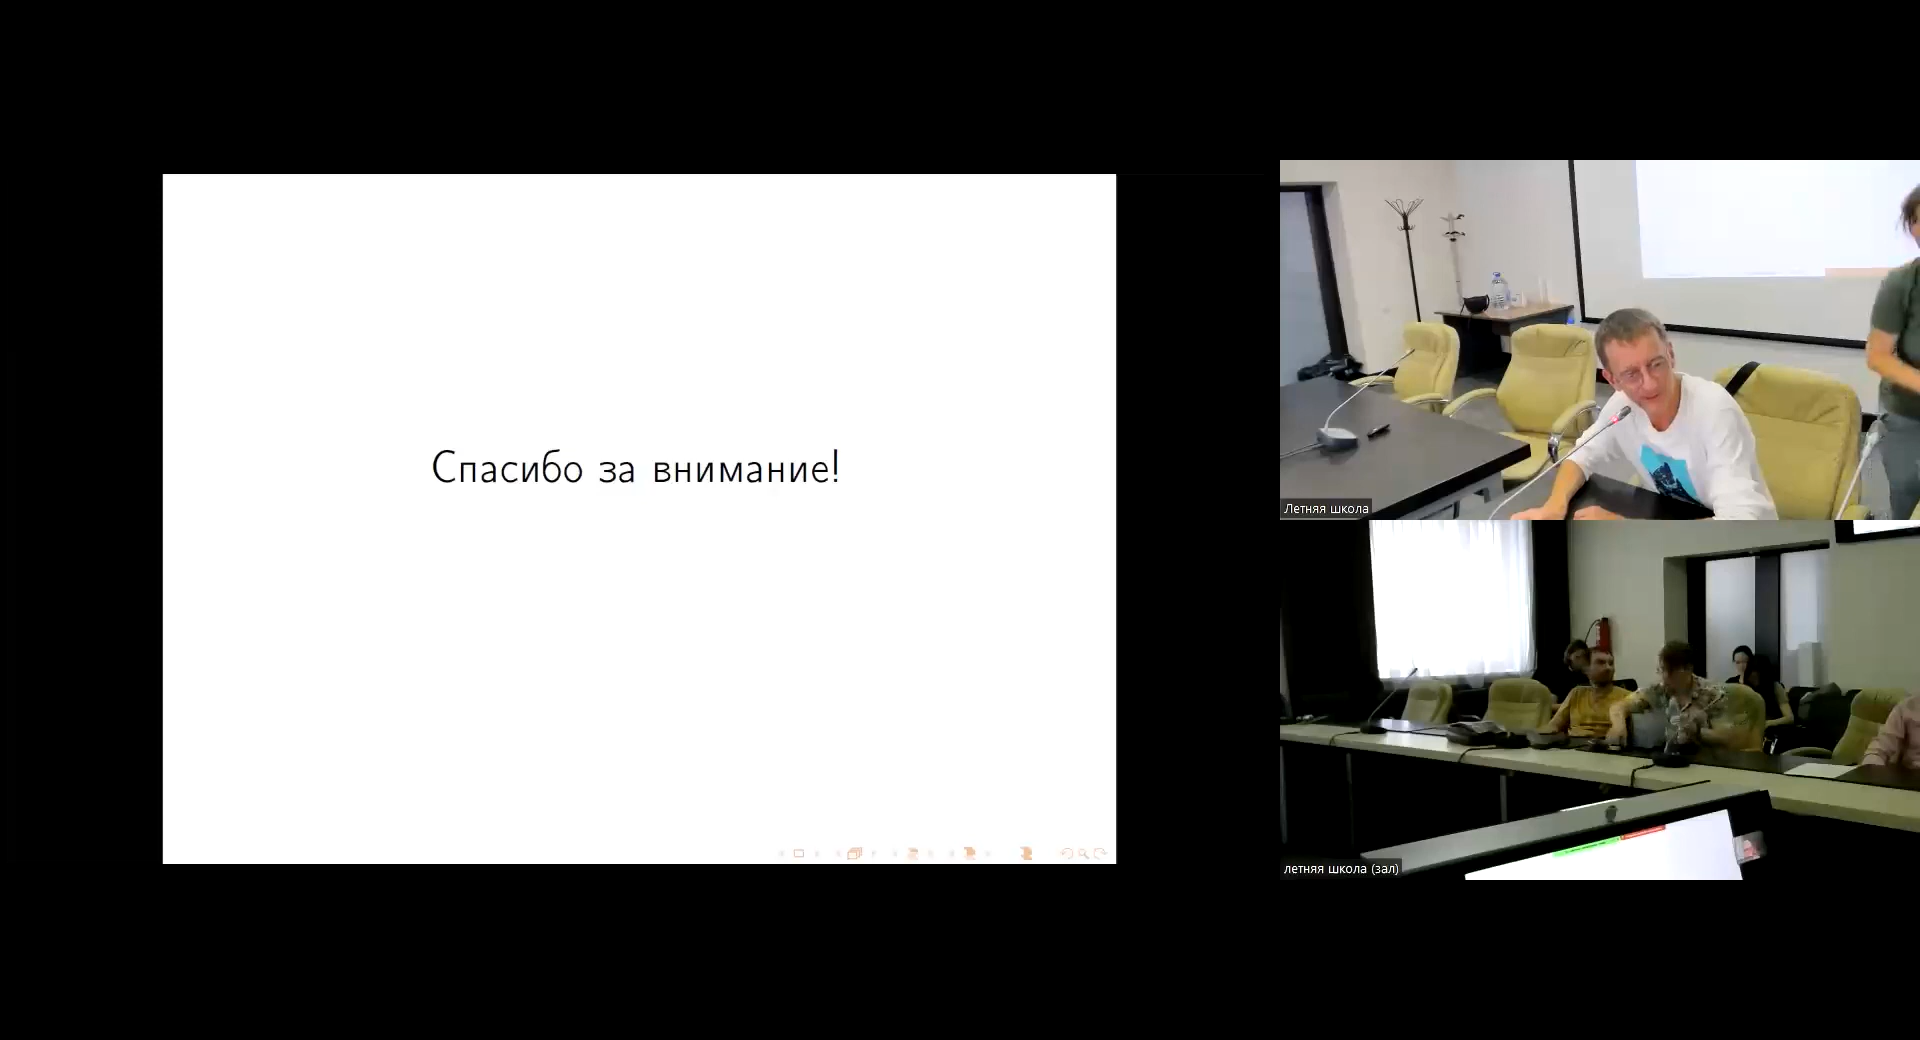 Спасибо за внимание!
Летняя школа
летняя школа (зал)